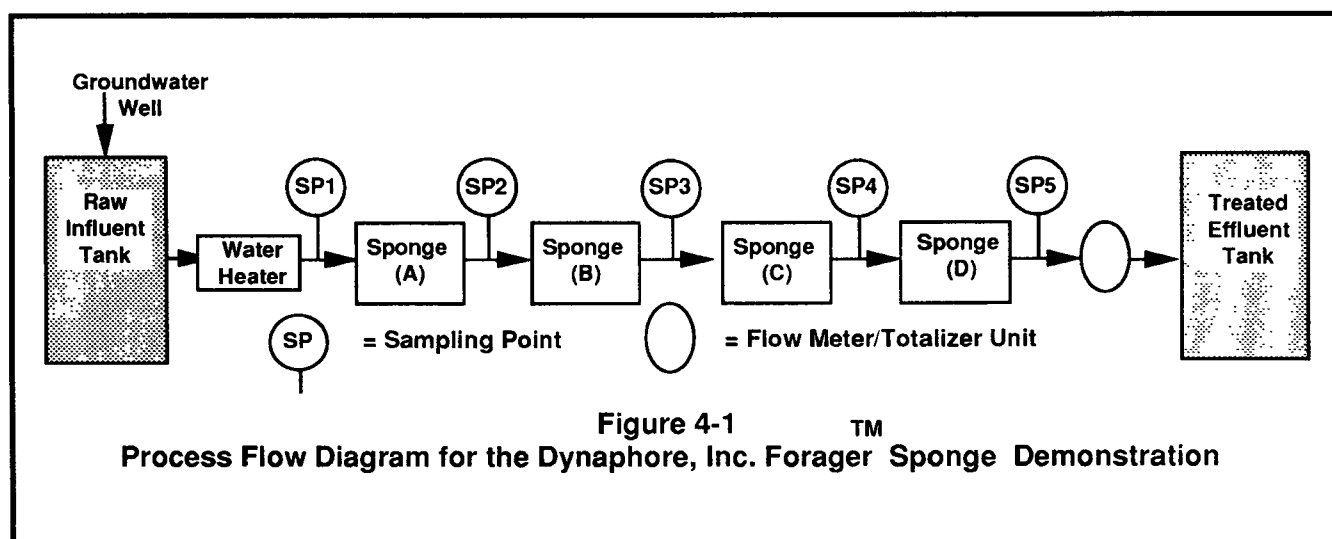 Groundwater
Well
Raw
Influent
Tank
Water
Heater
SP1
Sponge
(A)
SP2
Sponge
(B)
SP3
Sponge
(C)
SP4
Sponge
(D)
SP5
Treated
Effluent
Tank
SP
= Sampling Point
= Flow Meter/Totalizer Unit
Figure 4-1
Process Flow Diagram for the Dynaphore, Inc. Forager™ Sponge Demonstration